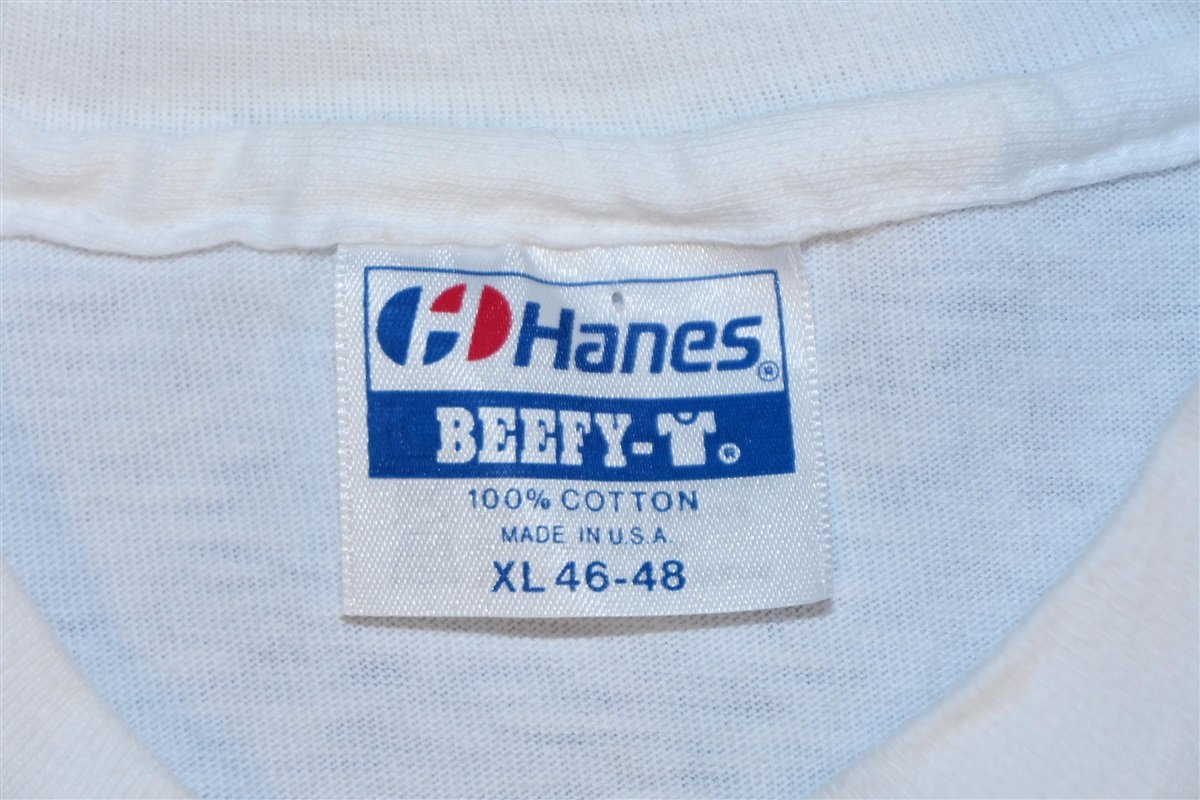 Hanes®
BEEFY-T®
100% COTTON
MADE IN U.S.A.
XL 46-48